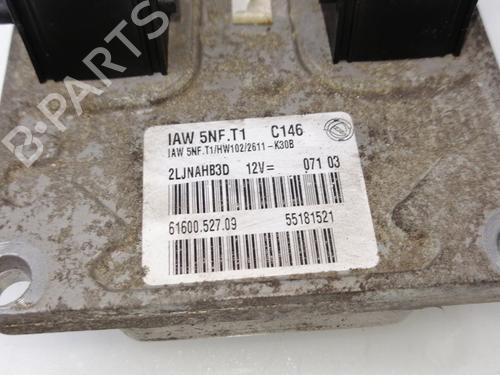 IAW 5NF.T1 C146
IAW 5NF.T1/HW102/2611-K30B
2LJNAHB3D 12V= 071 03
61600.527.09 55181521
B-PARTS